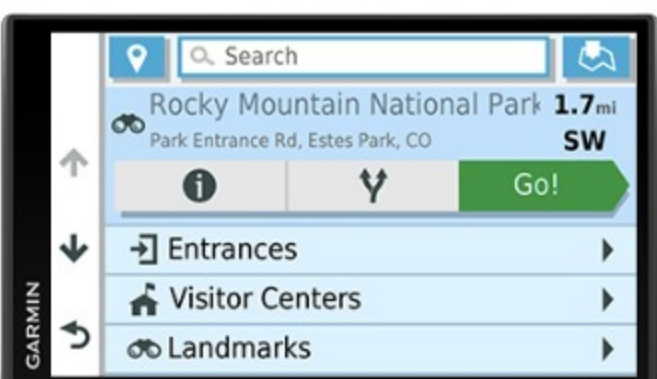 Search
Rocky Mountain National Park 1.7mi
Park Entrance Rd, Estes Park, CO SW
Go!
Entrances
Visitor Centers
Landmarks
GARMIN